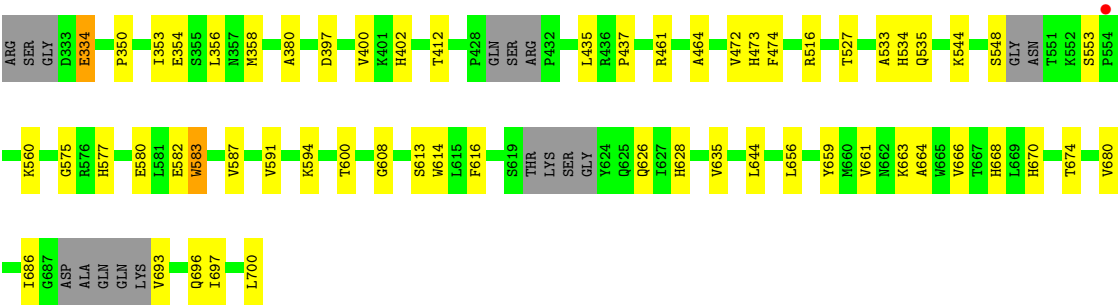 ARG SER GLY D333 E334 P350 I353 E354 S355 L356 N357 M358 A380 D397 V400 K401 H402 T412 P428 GLN SER ARG P432 L435 R436 P437 R461 A464 V472 H473 F474 R516 T527 A533 H534 Q535 K544 S548 GLY ASN T551 K552 S553 P554
K560 G575 R576 H577 E580 L581 E582 W583 V587 V591 K594 T600 G608 S613 W614 L615 F616 S619 THR LYS SER GLY Y624 Q625 Q626 I627 H628 V635 L644 L656 Y659 M660 V661 N662 K663 A664 W665 V666 T667 H668 L669 H670 T674 V680
I686 G687 ASP ALA GLN GLN LYS V693 Q696 I697 L700